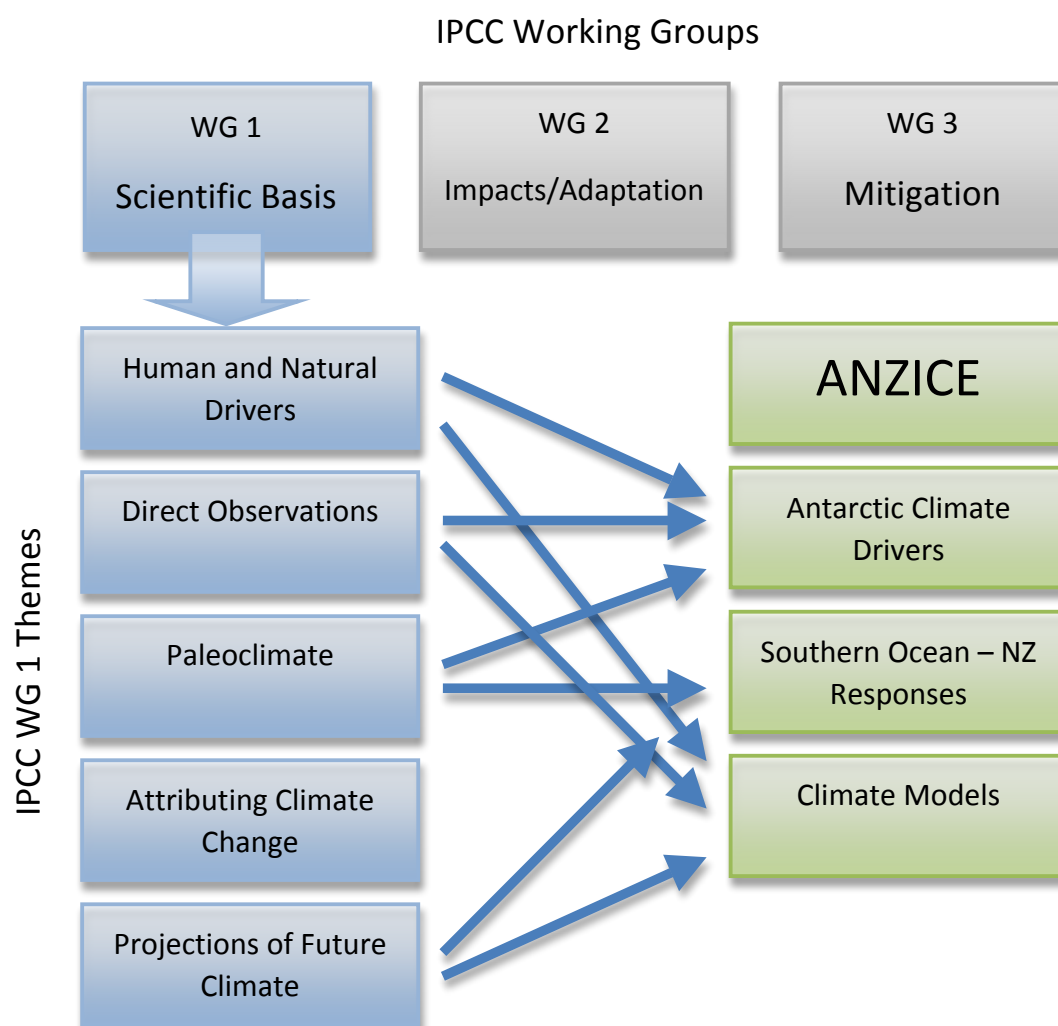 IPCC Working Groups
WG 1
Scientific Basis
WG 2
Impacts/Adaptation
WG 3
Mitigation
IPCC WG 1 Themes
Human and Natural
Drivers
Direct Observations
Paleoclimate
Attributing Climate
Change
Projections of Future
Climate
ANZICE
Antarctic Climate
Drivers
Southern Ocean – NZ
Responses
Climate Models